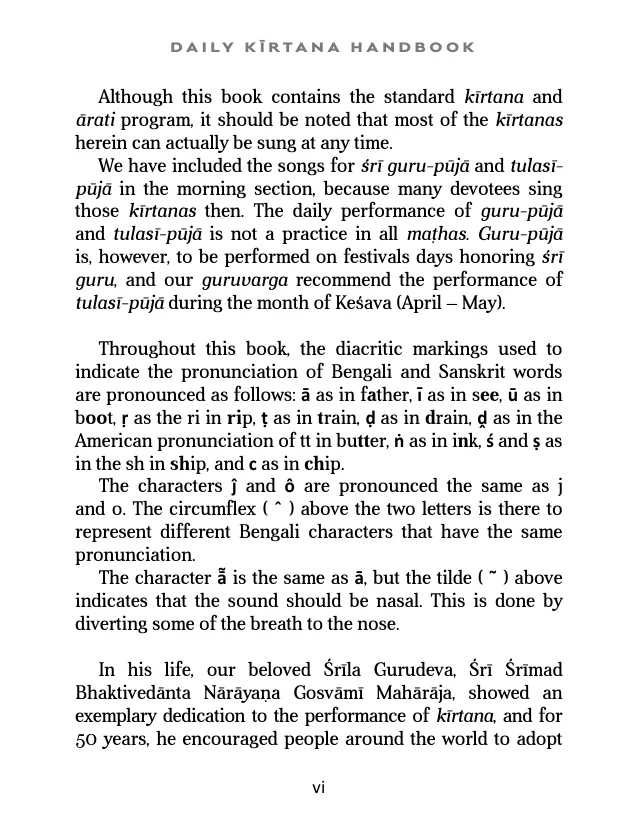 DAILY KĪRTANA HANDBOOK
Although this book contains the standard kīrtana and
ārati program, it should be noted that most of the kīrtanas
herein can actually be sung at any time.
We have included the songs for śrī guru-pūjā and tulasī-
pūjā in the morning section, because many devotees sing
those kīrtanas then. The daily performance of guru-pūjā
and tulasī-pūjā is not a practice in all maṭhas. Guru-pūjā
is, however, to be performed on festivals days honoring śrī
guru, and our guruvarga recommend the performance of
tulasī-pūjā during the month of Keśava (April – May).
Throughout this book, the diacritic markings used to
indicate the pronunciation of Bengali and Sanskrit words
are pronounced as follows: ā as in father, ī as in see, ū as in
boot, ṛ as the ri in rip, ṭ as in train, ḍ as in drain, ḓ as in the
American pronunciation of tt in butter, ṅ as in ink, ś and ṣ as
in the sh in ship, and c as in chip.
The characters ĵ and ô are pronounced the same as j
and o. The circumflex ( ˆ ) above the two letters is there to
represent different Bengali characters that have the same
pronunciation.
The character ā̃ is the same as ā, but the tilde ( ˜ ) above
indicates that the sound should be nasal. This is done by
diverting some of the breath to the nose.
In his life, our beloved Śrīla Gurudeva, Śrī Śrīmad
Bhaktivedānta Nārāyaṇa Gosvāmī Mahārāja, showed an
exemplary dedication to the performance of kīrtana, and for
50 years, he encouraged people around the world to adopt
vi